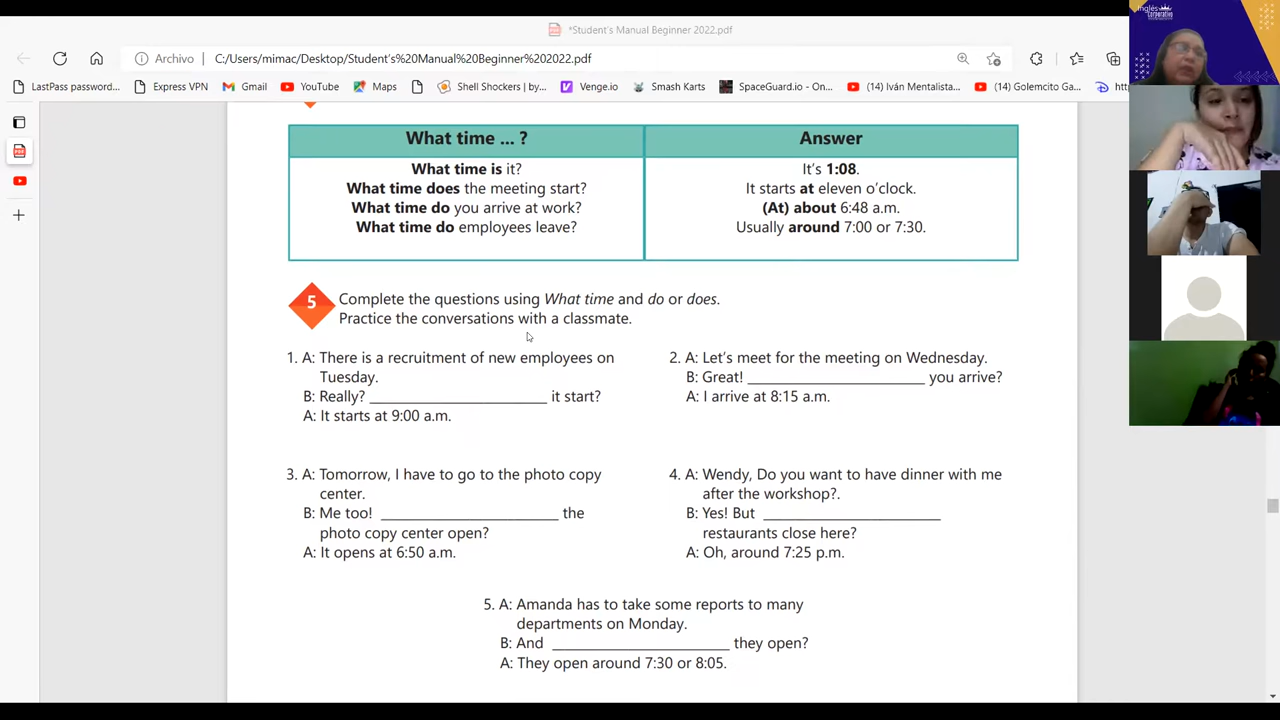 *Student's Manual Beginner 2022.pdf
Archivo
C:/Users/mimac/Desktop/Student's%20Manual%20Beginner%202022.pdf
LastPass password...
Express VPN
Gmail
YouTube
Maps
Shell Shockers | by...
Venge.io
Smash Karts
SpaceGuard.io - On...
(14) Iván Mentalista...
(14) Golemcito Ga...
inglés
corporativo
What time ... ?
Answer
What time is it?
It's 1:08.
What time does the meeting start?
It starts at eleven o'clock.
What time do you arrive at work?
(At) about 6:48 a.m.
What time do employees leave?
Usually around 7:00 or 7:30.
5
Complete the questions using What time and do or does.
Practice the conversations with a classmate.
1. A: There is a recruitment of new employees on
Tuesday.
B: Really? ____________________ it start?
A: It starts at 9:00 a.m.
2. A: Let's meet for the meeting on Wednesday.
B: Great! ____________________ you arrive?
A: I arrive at 8:15 a.m.
3. A: Tomorrow, I have to go to the photo copy
center.
B: Me too! ____________________ the
photo copy center open?
A: It opens at 6:50 a.m.
4. A: Wendy, Do you want to have dinner with me
after the workshop?.
B: Yes! But ____________________
restaurants close here?
A: Oh, around 7:25 p.m.
5. A: Amanda has to take some reports to many
departments on Monday.
B: And ____________________ they open?
A: They open around 7:30 or 8:05.